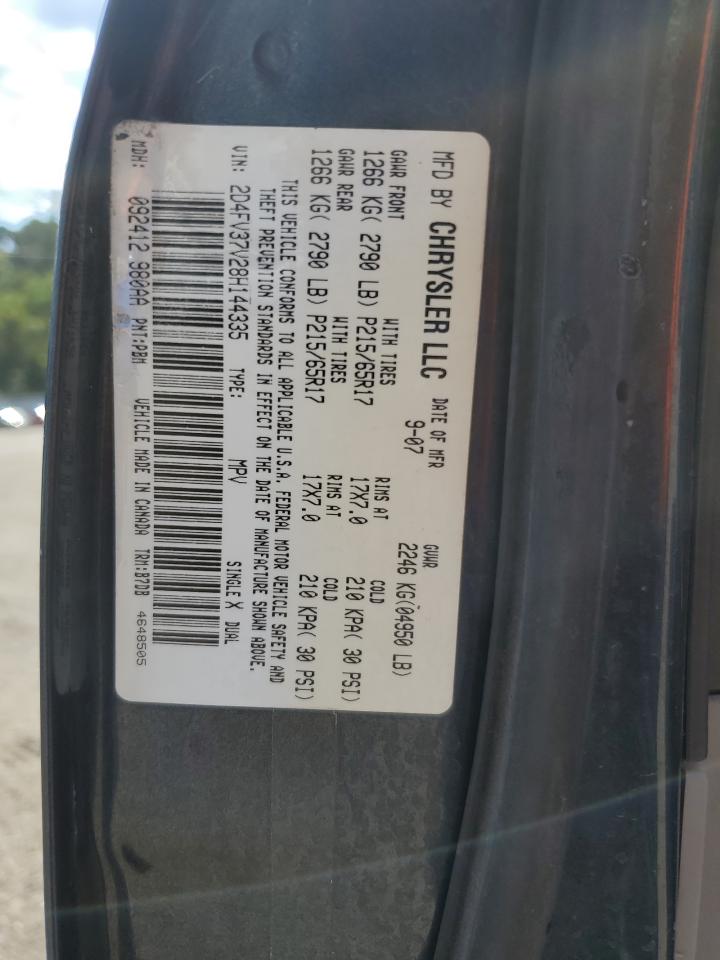 MFD BY CHRYSLER LLC DATE OF MFR GVWR
9-07 2246 KG(04950 LB)
GAWR FRONT WITH TIRES RIMS AT COLD
1266 KG( 2790 LB) P215/65R17 17X7.0 210 KPA( 30 PSI)
GAWR REAR WITH TIRES RIMS AT COLD
1266 KG( 2790 LB) P215/65R17 17X7.0 210 KPA( 30 PSI)
THIS VEHICLE CONFORMS TO ALL APPLICABLE U.S.A. FEDERAL MOTOR VEHICLE SAFETY AND
THEFT PREVENTION STANDARDS IN EFFECT ON THE DATE OF MANUFACTURE SHOWN ABOVE.
VIN: 2D4FV37V28H144335 TYPE: MPV SINGLE X DUAL
MDH: 092412 980AA PNT:PBM VEHICLE MADE IN CANADA TRM:B7DB 4648505